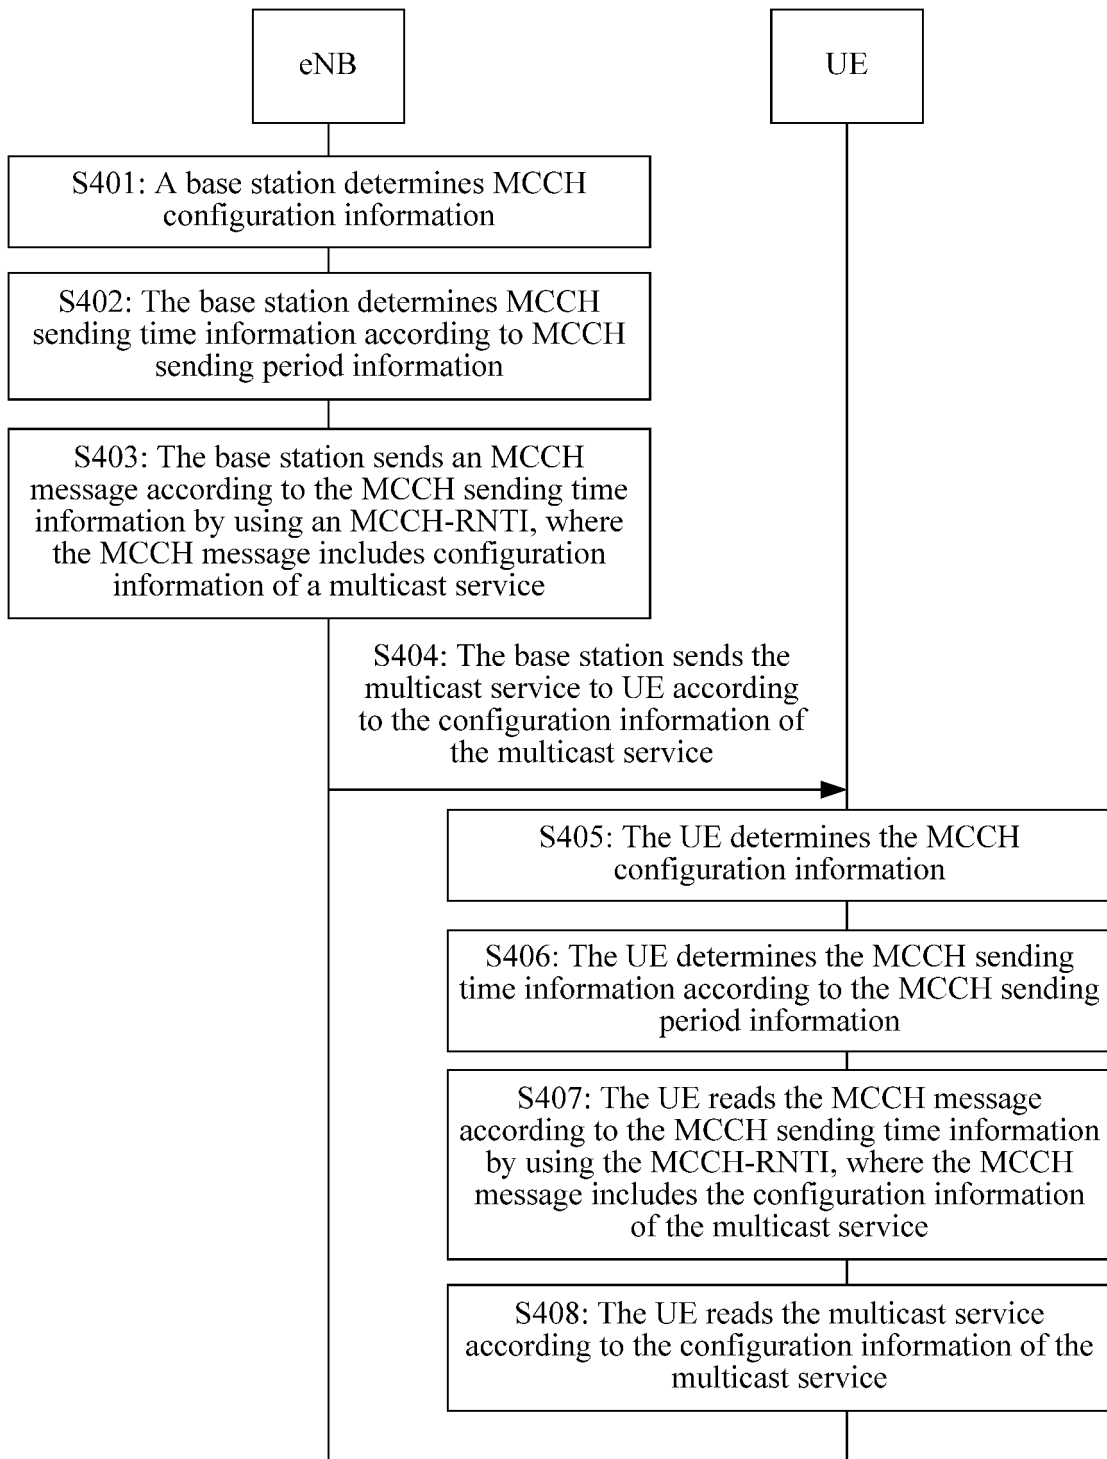 eNB
UE
S401: A base station determines MCCH
configuration information
S402: The base station determines MCCH
sending time information according to MCCH
sending period information
S403: The base station sends an MCCH
message according to the MCCH sending time
information by using an MCCH-RNTI, where
the MCCH message includes configuration
information of a multicast service
S404: The base station sends the
multicast service to UE according
to the configuration information of
the multicast service
S405: The UE determines the MCCH
configuration information
S406: The UE determines the MCCH sending
time information according to the MCCH sending
period information
S407: The UE reads the MCCH message
according to the MCCH sending time information
by using the MCCH-RNTI, where the MCCH
message includes the configuration information
of the multicast service
S408: The UE reads the multicast service
according to the configuration information of the
multicast service